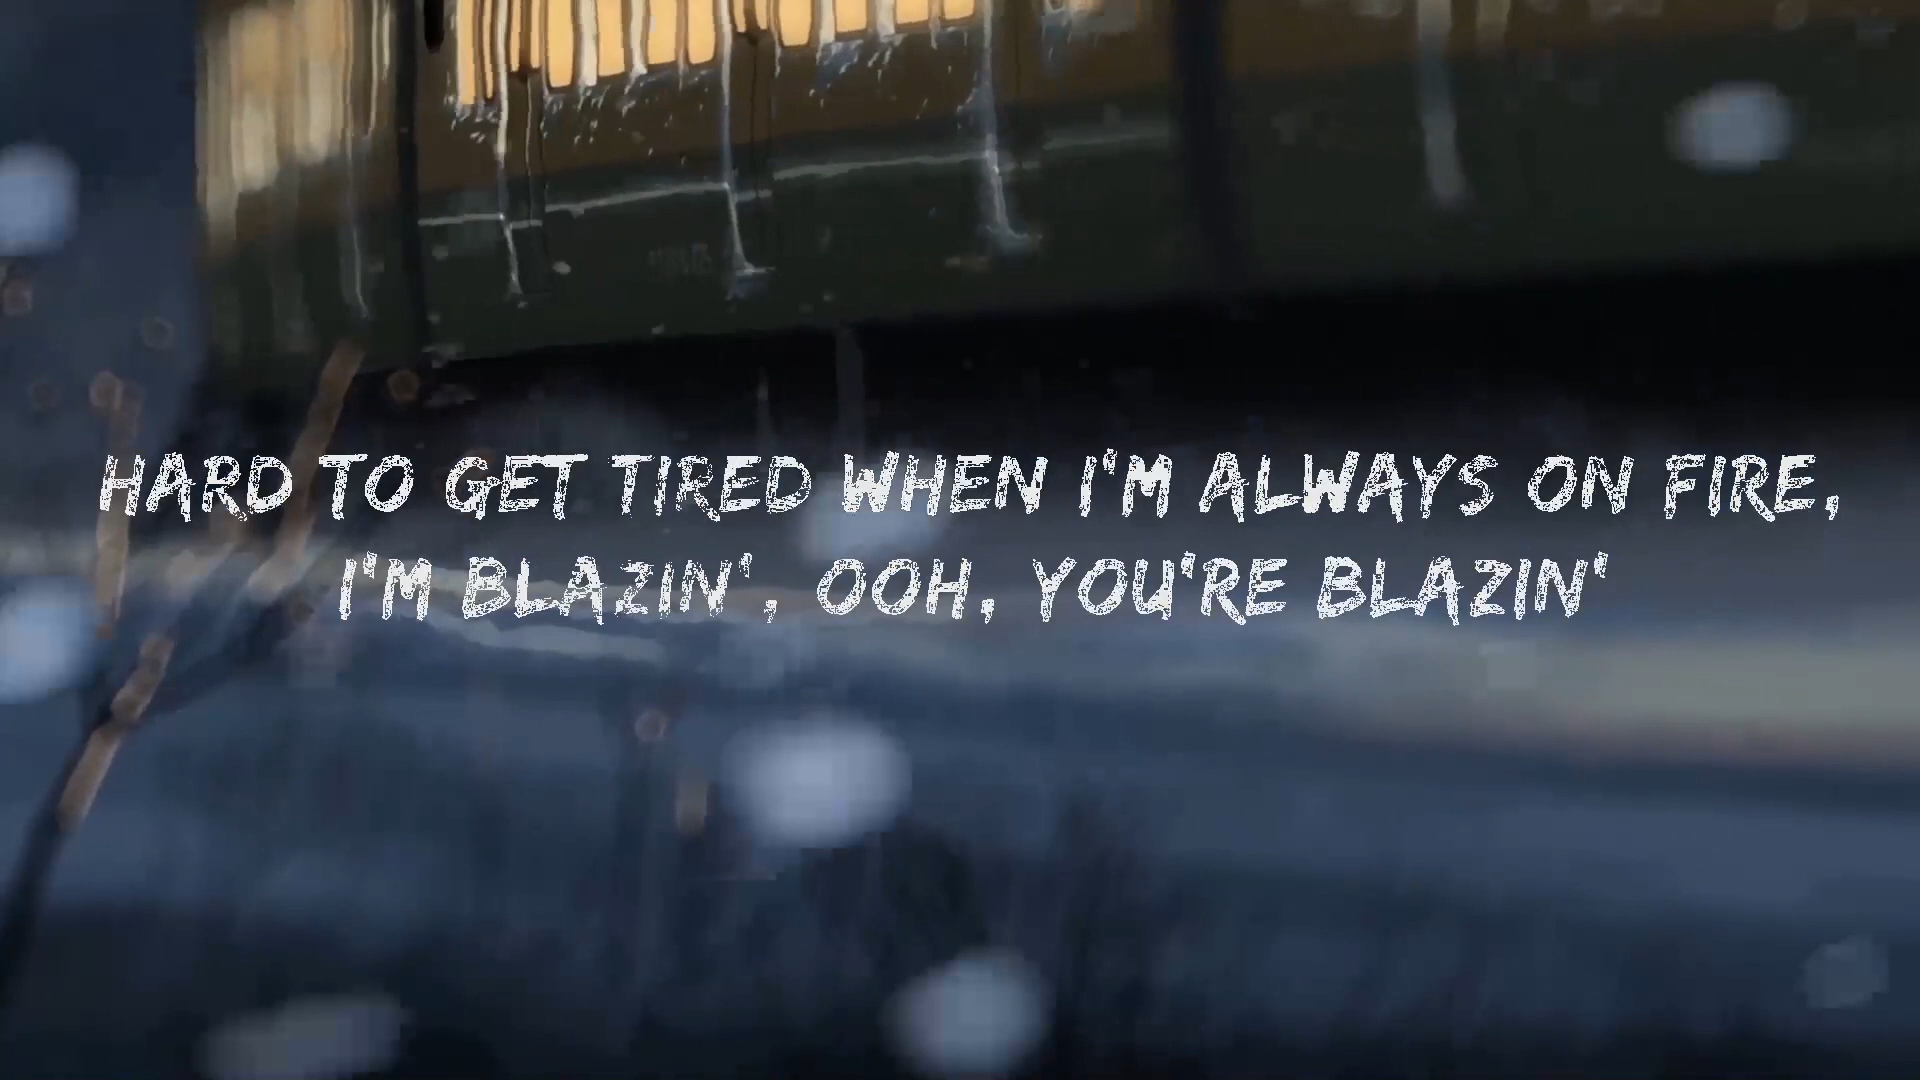 HARD TO GET TIRED WHEN I'M ALWAYS ON FIRE,
I'M BLAZIN', OOH, YOU'RE BLAZIN'